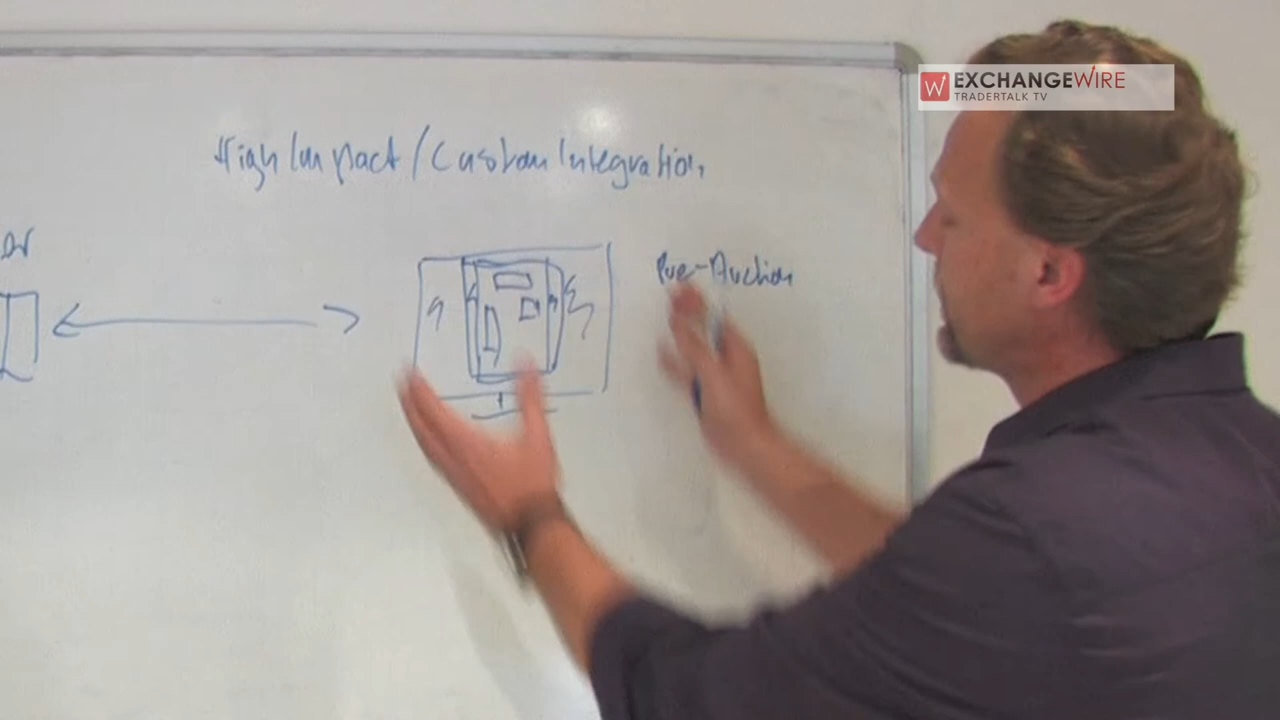 EXCHANGEWIRE
TRADERTALK TV
High Impact/Custom Integration
Pre-Auction